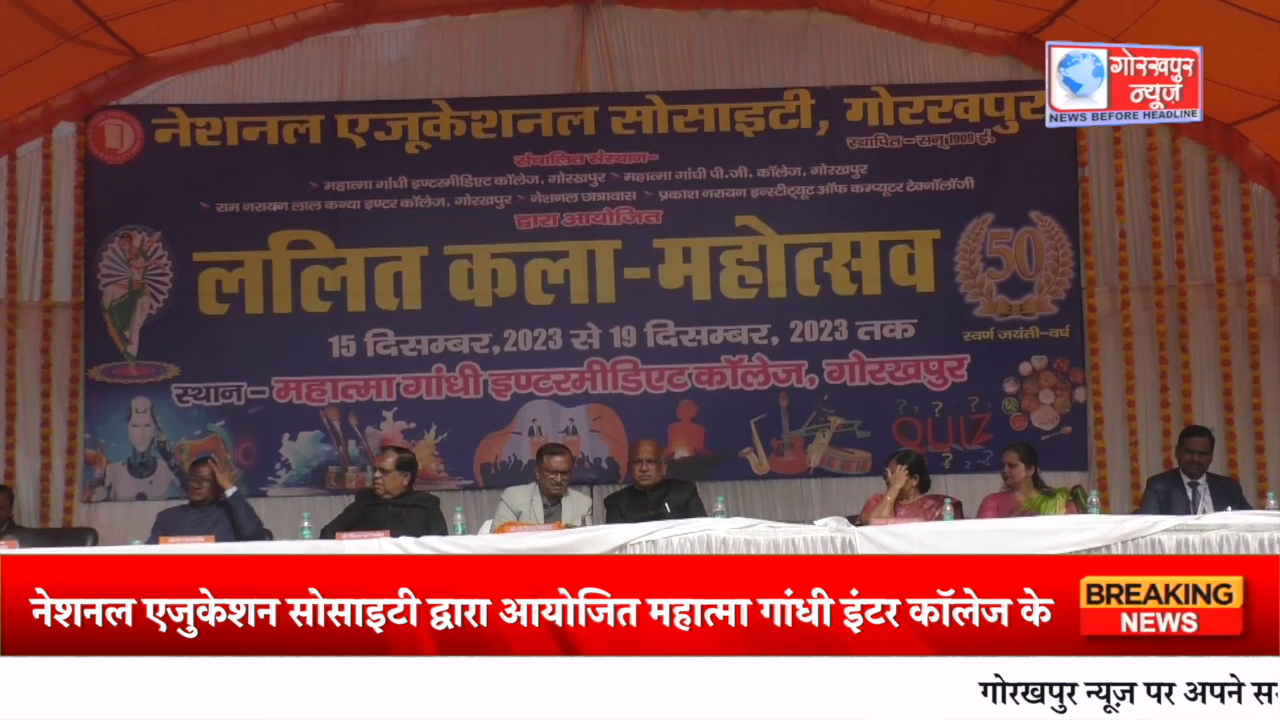 गोरखपुर
न्यूज़
NEWS BEFORE HEADLINE
नेशनल एजूकेशनल सोसाइटी, गोरखपुर
स्थापित - सन् 1909 ई.
संचालित संस्थान-
महात्मा गांधी इण्टरमीडिएट कॉलेज, गोरखपुर महात्मा गांधी पी.जी. कॉलेज, गोरखपुर
राम नरायन लाल कन्या इण्टर कॉलेज, गोरखपुर नेशनल छात्रावास प्रकाश नरायन इन्स्टीट्यूट ऑफ कम्प्यूटर टेक्नॉलॉजी
द्वारा आयोजित
ललित कला-महोत्सव
50
स्वर्ण जयंती-वर्ष
15 दिसम्बर, 2023 से 19 दिसम्बर, 2023 तक
स्थान - महात्मा गांधी इण्टरमीडिएट कॉलेज, गोरखपुर
QUIZ
नेशनल एजुकेशन सोसाइटी द्वारा आयोजित महात्मा गांधी इंटर कॉलेज के
BREAKING
NEWS
गोरखपुर न्यूज़ पर अपने